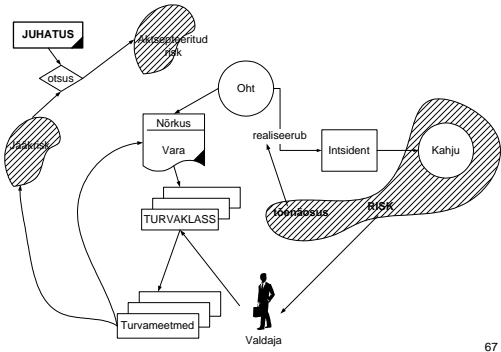 JUHATUS
otsus
Aktsepteeritud
risk
Jääkrisk
Oht
Nõrkus
Vara
realiseerub
Intsident
Kahju
tõenäosus
RISK
TURVAKLASS
Turvameetmed
Valdaja
67